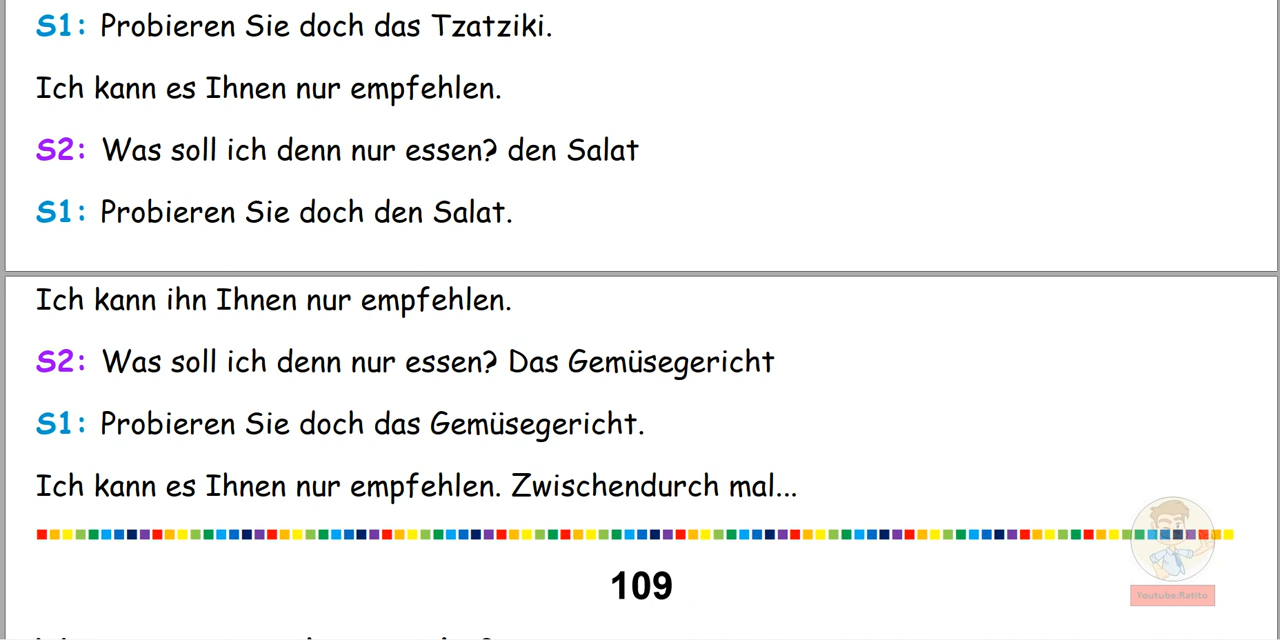 S1: Probieren Sie doch das Tzatziki.
Ich kann es Ihnen nur empfehlen.
S2: Was soll ich denn nur essen? den Salat
S1: Probieren Sie doch den Salat.
Ich kann ihn Ihnen nur empfehlen.
S2: Was soll ich denn nur essen? Das Gemüsegericht
S1: Probieren Sie doch das Gemüsegericht.
Ich kann es Ihnen nur empfehlen. Zwischendurch mal...
Youtube:Ratito
109